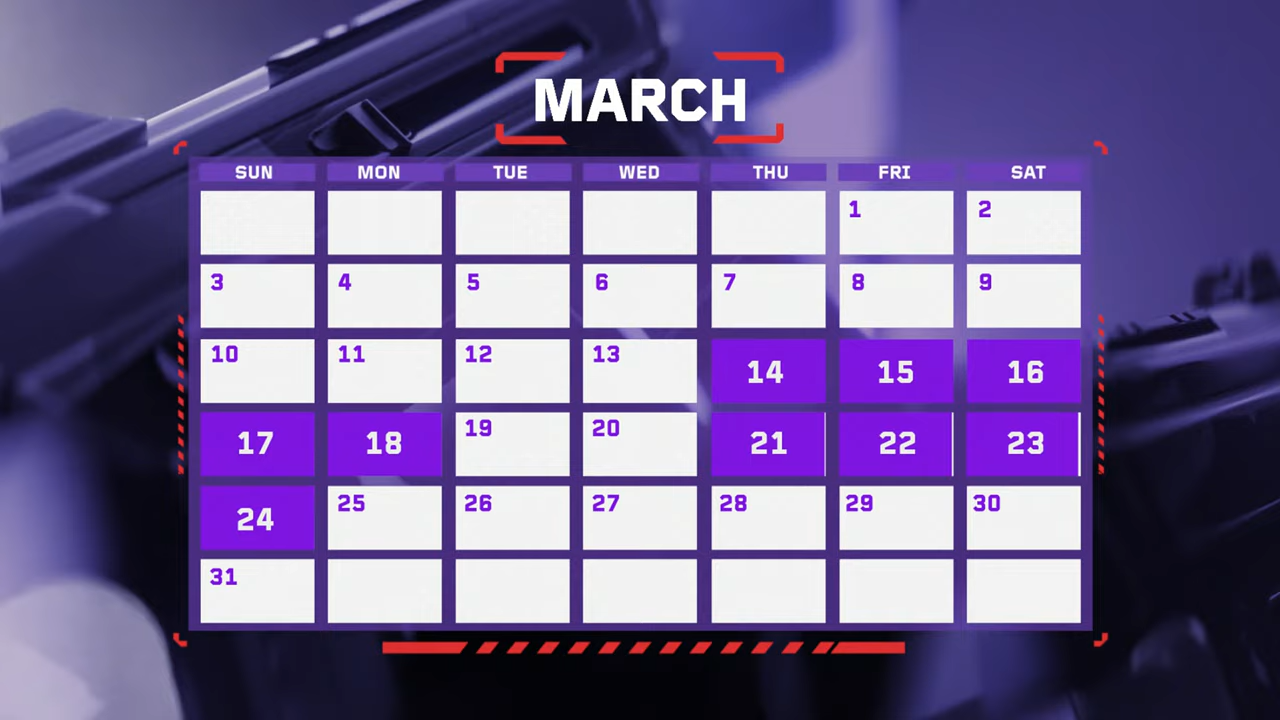 MARCH
SUN MON TUE WED THU FRI SAT
1 2
3 4 5 6 7 8 9
10 11 12 13 14 15 16
17 18 19 20 21 22 23
24 25 26 27 28 29 30
31